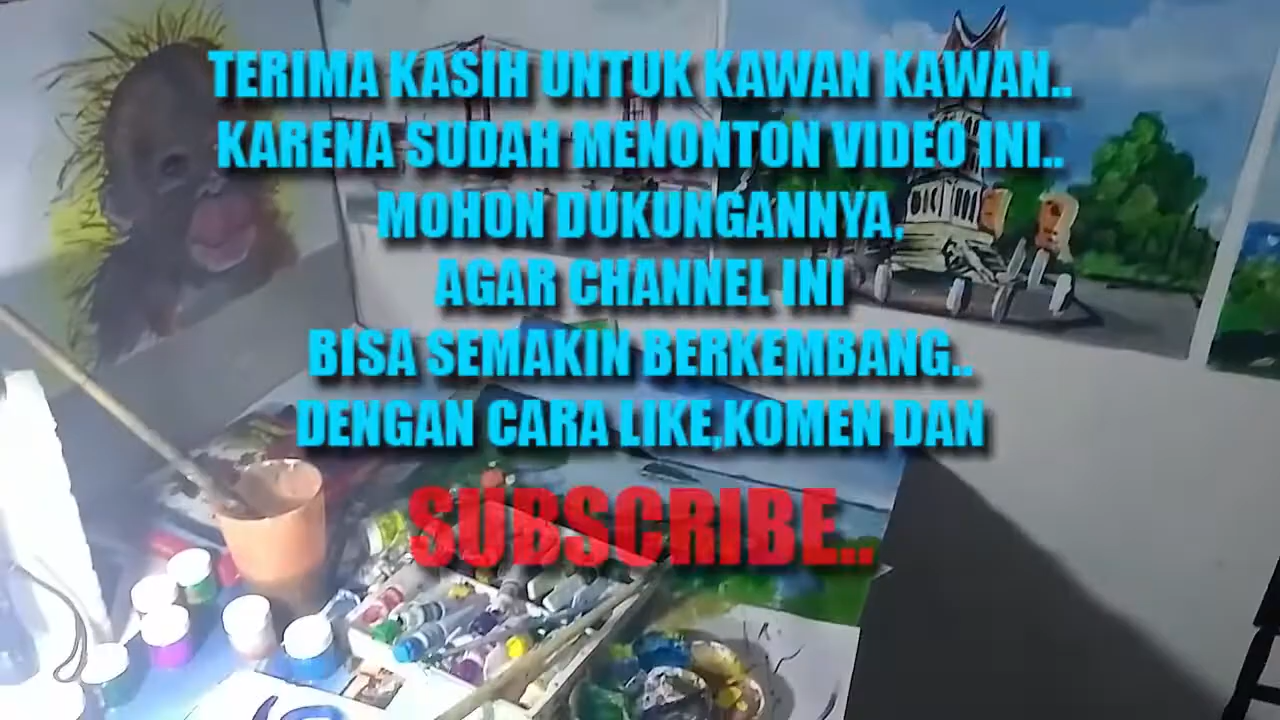 TERIMA KASIH UNTUK KAWAN KAWAN..
KARENA SUDAH MENONTON VIDEO INI..
MOHON DUKUNGANNYA,
AGAR CHANNEL INI
BISA SEMAKIN BERKEMBANG..
DENGAN CARA LIKE,KOMEN DAN
SUBSCRIBE..